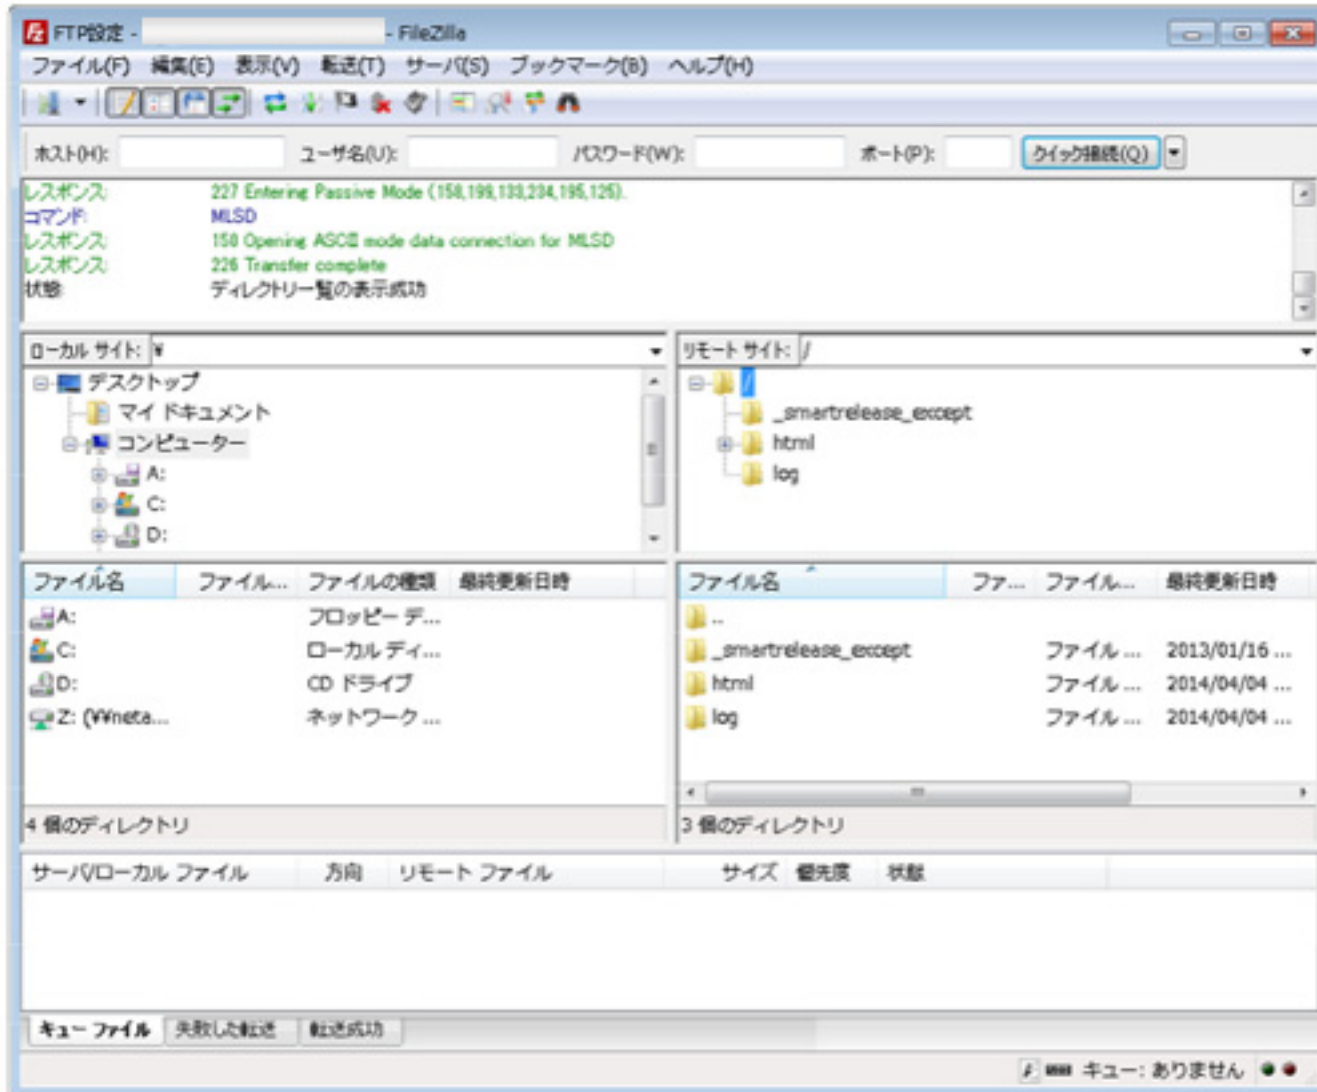 FTP設定 - - FileZilla
ファイル(F) 編集(E) 表示(V) 転送(T) サーバ(S) ブックマーク(B) ヘルプ(H)
ホスト(H): ユーザ名(U): パスワード(W): ポート(P): クイック接続(Q)
レスポンス: 227 Entering Passive Mode (158,199,133,234,195,125).
コマンド: MLSD
レスポンス: 150 Opening ASCII mode data connection for MLSD
レスポンス: 226 Transfer complete
状態: ディレクトリ一覧の表示成功
ローカル サイト: ¥ リモート サイト: /
デスクトップ /
マイ ドキュメント _smartrelease_except
コンピューター html
A: log
C:
D:
ファイル名 ファイル... ファイルの種類 最終更新日時
A: フロッピー デ...
C: ローカル ディ...
D: CD ドライブ
Z: (¥¥neta... ネットワーク ...
4 個のディレクトリ
ファイル名 ファ... ファイル... 最終更新日時
..
_smartrelease_except ファイル ... 2013/01/16 ...
html ファイル ... 2014/04/04 ...
log ファイル ... 2014/04/04 ...
3 個のディレクトリ
サーバ/ローカル ファイル 方向 リモート ファイル サイズ 優先度 状態
キュー ファイル 失敗した転送 転送成功
キュー: ありません